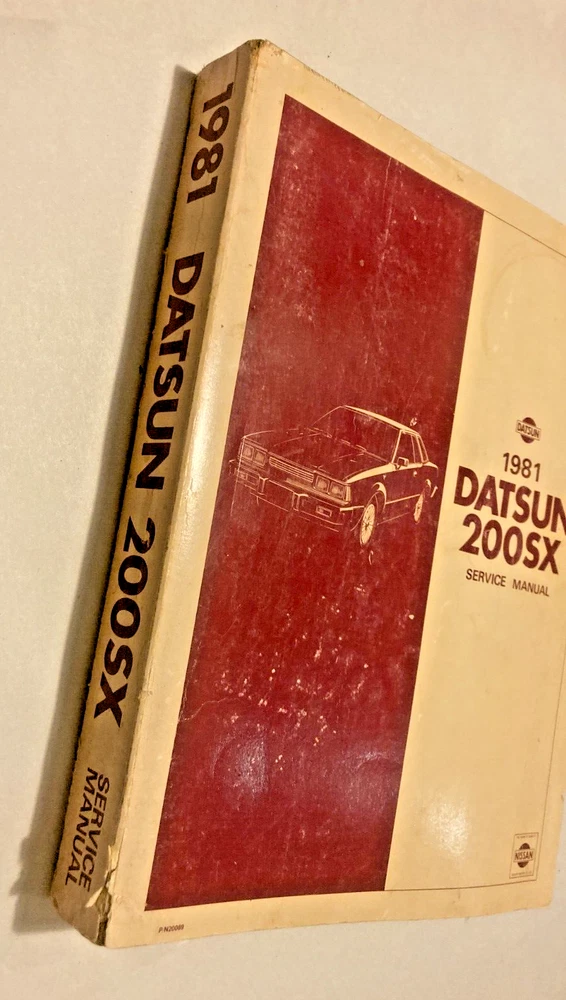 1981 DATSUN 200SX SERVICE MANUAL
DATSUN
1981
DATSUN
200SX
SERVICE MANUAL
NISSAN